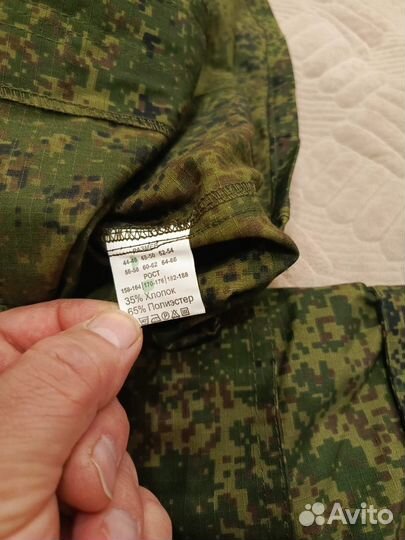 РАЗМЕР
44-46 48-50 52-54
56-58 60-62 64-66
РОСТ
158-164 170-176 182-188
35% Хлопок
65% Полиэстер
Avito